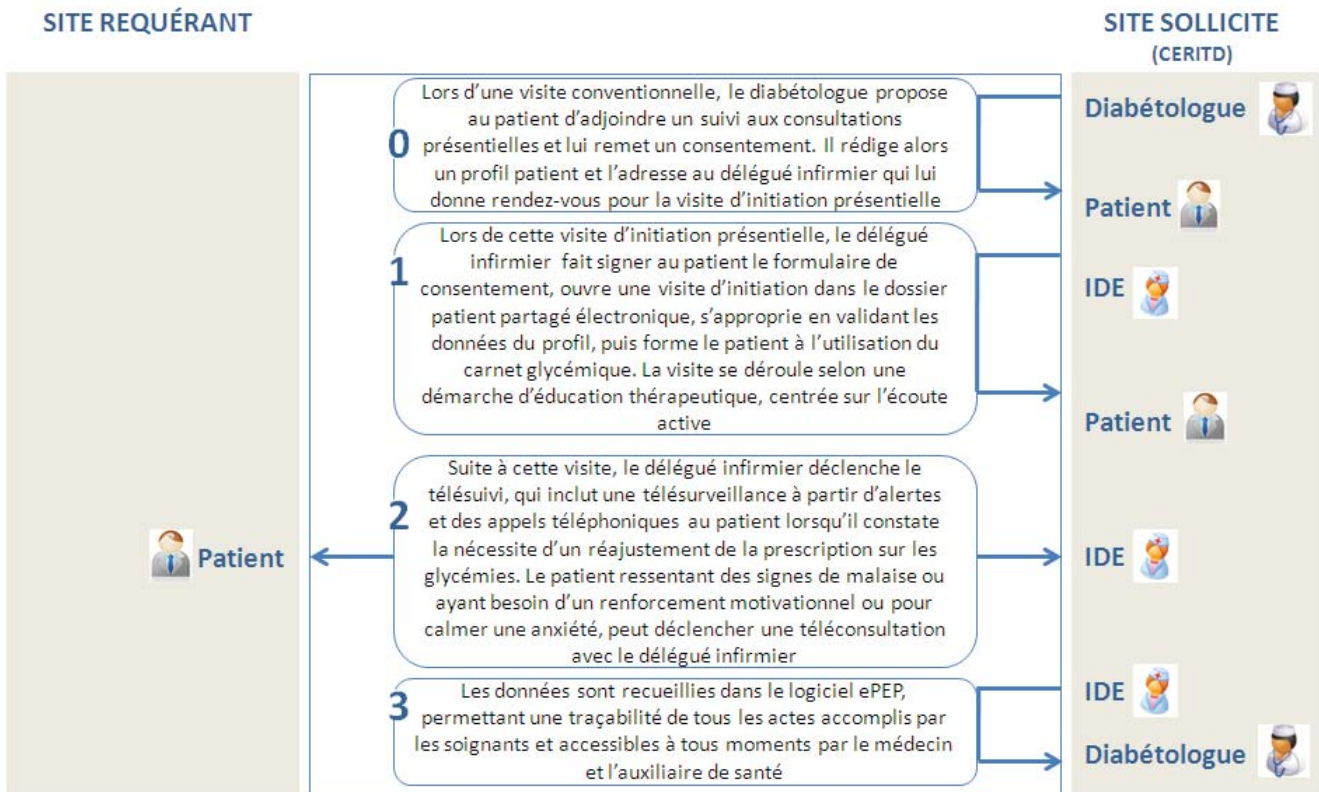 SITE REQUÉRANT
SITE SOLLICITE
(CERITD)
0
Lors d'une visite conventionnelle, le diabétologue propose
au patient d'adjoindre un suivi aux consultations
présentielles et lui remet un consentement. Il rédige alors
un profil patient et l'adresse au délégué infirmier qui lui
donne rendez-vous pour la visite d'initiation présentielle
Diabétologue
Patient
1
Lors de cette visite d'initiation présentielle, le délégué
infirmier fait signer au patient le formulaire de
consentement, ouvre une visite d'initiation dans le dossier
patient partagé électronique, s'approprie en validant les
données du profil, puis forme le patient à l'utilisation du
carnet glycémique. La visite se déroule selon une
démarche d'éducation thérapeutique, centrée sur l'écoute
active
IDE
Patient
2
Suite à cette visite, le délégué infirmier déclenche le
télésuivi, qui inclut une télésurveillance à partir d'alertes
et des appels téléphoniques au patient lorsqu'il constate
la nécessite d'un réajustement de la prescription sur les
glycémies. Le patient ressentant des signes de malaise ou
ayant besoin d'un renforcement motivationnel ou pour
calmer une anxiété, peut déclencher une téléconsultation
avec le délégué infirmier
Patient
IDE
3
Les données sont recueillies dans le logiciel ePEP,
permettant une traçabilité de tous les actes accomplis par
les soignants et accessibles à tous moments par le médecin
et l'auxiliaire de santé
IDE
Diabétologue